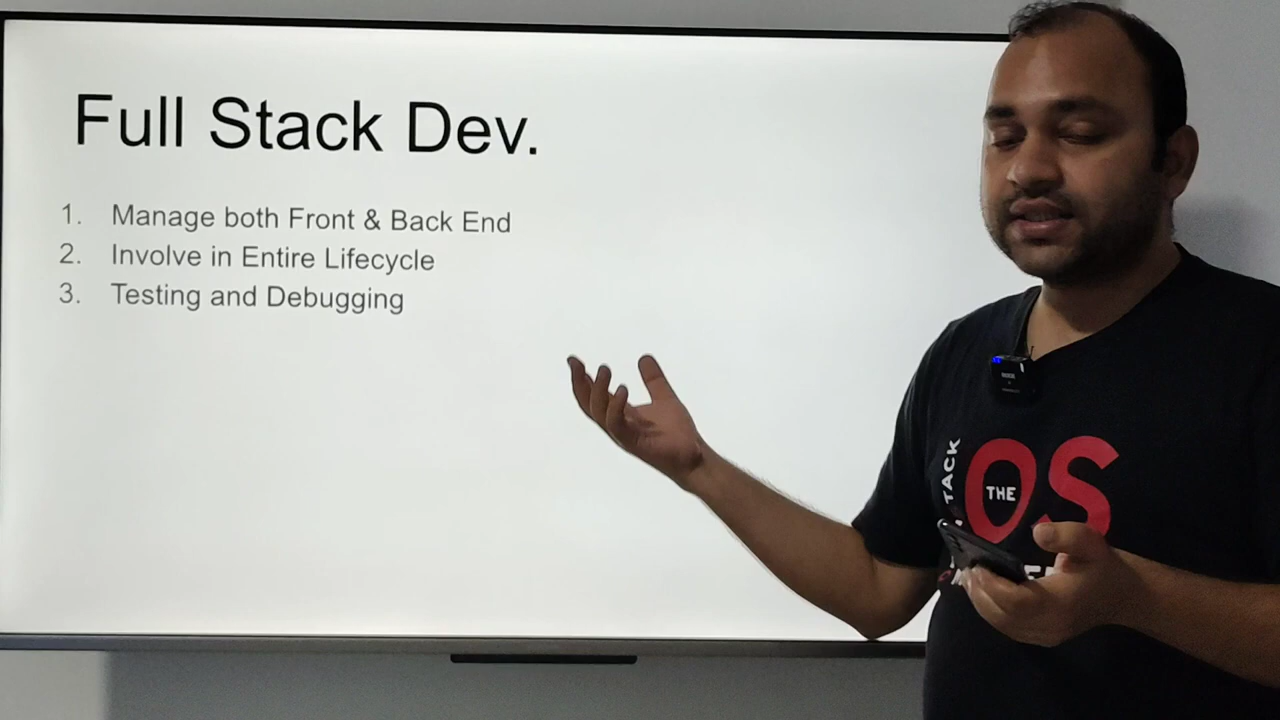 Full Stack Dev.
1. Manage both Front & Back End
2. Involve in Entire Lifecycle
3. Testing and Debugging
TACK
THE
OS